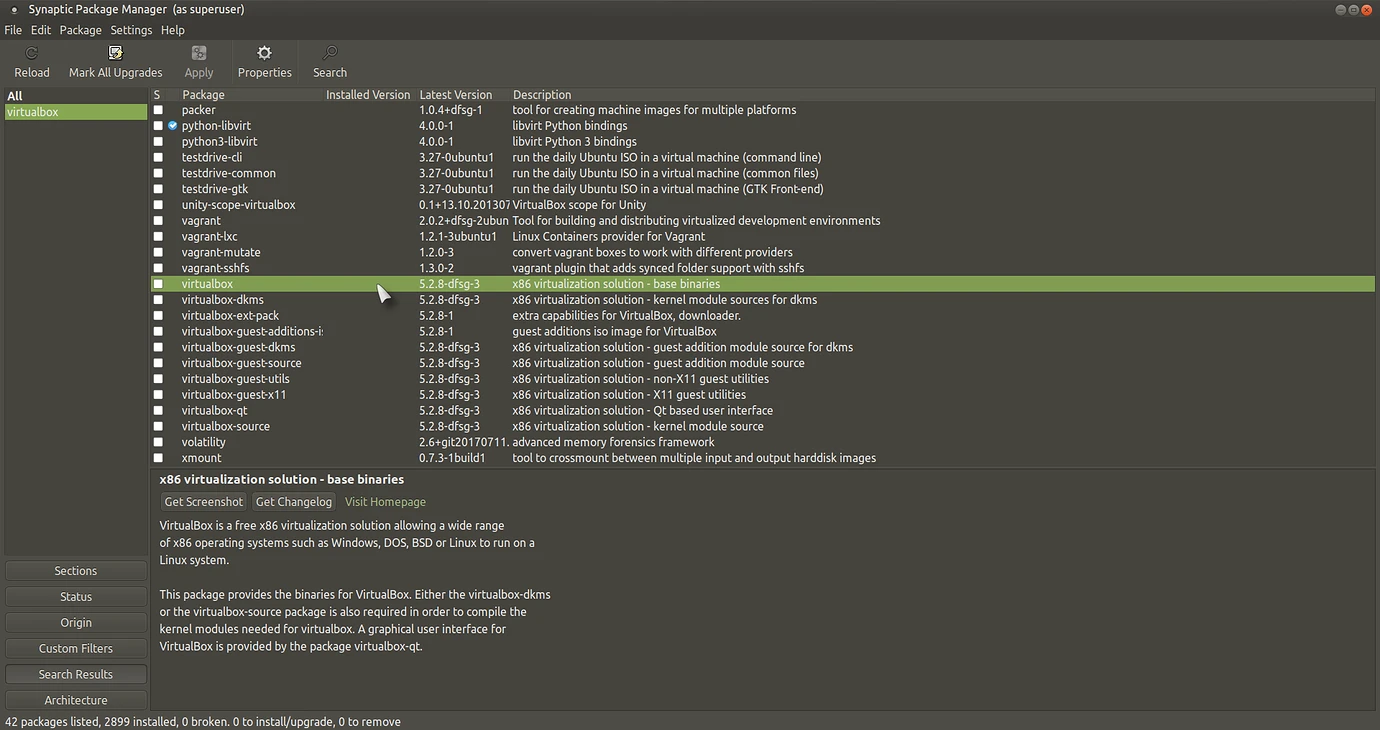 Synaptic Package Manager (as superuser)
File Edit Package Settings Help
Reload Mark All Upgrades Apply Properties Search
All
virtualbox
S Package Installed Version Latest Version Description
packer 1.0.4+dfsg-1 tool for creating machine images for multiple platforms
python-libvirt 4.0.0-1 libvirt Python bindings
python3-libvirt 4.0.0-1 libvirt Python 3 bindings
testdrive-cli 3.27-0ubuntu1 run the daily Ubuntu ISO in a virtual machine (command line)
testdrive-common 3.27-0ubuntu1 run the daily Ubuntu ISO in a virtual machine (common files)
testdrive-gtk 3.27-0ubuntu1 run the daily Ubuntu ISO in a virtual machine (GTK Front-end)
unity-scope-virtualbox 0.1+13.10.201307 VirtualBox scope for Unity
vagrant 2.0.2+dfsg-2ubun Tool for building and distributing virtualized development environments
vagrant-lxc 1.2.1-3ubuntu1 Linux Containers provider for Vagrant
vagrant-mutate 1.2.0-3 convert vagrant boxes to work with different providers
vagrant-sshfs 1.3.0-2 vagrant plugin that adds synced folder support with sshfs
virtualbox 5.2.8-dfsg-3 x86 virtualization solution - base binaries
virtualbox-dkms 5.2.8-dfsg-3 x86 virtualization solution - kernel module sources for dkms
virtualbox-ext-pack 5.2.8-1 extra capabilities for VirtualBox, downloader.
virtualbox-guest-additions-i 5.2.8-1 guest additions iso image for VirtualBox
virtualbox-guest-dkms 5.2.8-dfsg-3 x86 virtualization solution - guest addition module source for dkms
virtualbox-guest-source 5.2.8-dfsg-3 x86 virtualization solution - guest addition module source
virtualbox-guest-utils 5.2.8-dfsg-3 x86 virtualization solution - non-X11 guest utilities
virtualbox-guest-x11 5.2.8-dfsg-3 x86 virtualization solution - X11 guest utilities
virtualbox-qt 5.2.8-dfsg-3 x86 virtualization solution - Qt based user interface
virtualbox-source 5.2.8-dfsg-3 x86 virtualization solution - kernel module source
volatility 2.6+git20170711. advanced memory forensics framework
xmount 0.7.3-1build1 tool to crossmount between multiple input and output harddisk images
x86 virtualization solution - base binaries
Get Screenshot Get Changelog Visit Homepage
VirtualBox is a free x86 virtualization solution allowing a wide range
of x86 operating systems such as Windows, DOS, BSD or Linux to run on a
Linux system.
This package provides the binaries for VirtualBox. Either the virtualbox-dkms
or the virtualbox-source package is also required in order to compile the
kernel modules needed for virtualbox. A graphical user interface for
VirtualBox is provided by the package virtualbox-qt.
Sections
Status
Origin
Custom Filters
Search Results
Architecture
42 packages listed, 2899 installed, 0 broken. 0 to install/upgrade, 0 to remove